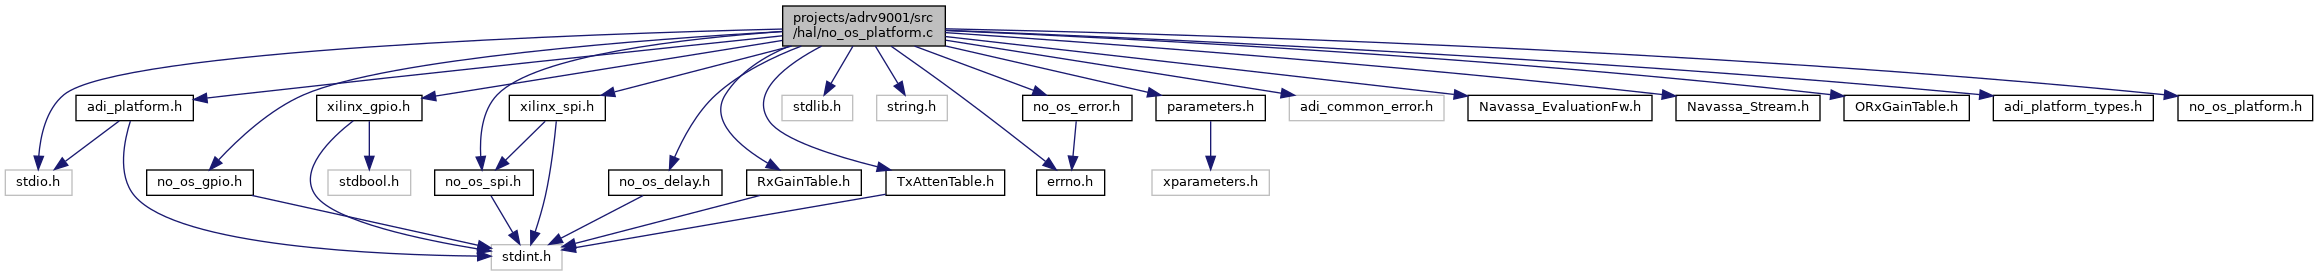 projects/adrv9001/src
/hal/no_os_platform.c
adi_platform.h
xilinx_gpio.h
xilinx_spi.h
stdlib.h
string.h
no_os_error.h
parameters.h
adi_common_error.h
Navassa_EvaluationFw.h
Navassa_Stream.h
ORxGainTable.h
adi_platform_types.h
no_os_platform.h
stdio.h
no_os_gpio.h
stdbool.h
no_os_spi.h
no_os_delay.h
RxGainTable.h
TxAttenTable.h
errno.h
xparameters.h
stdint.h